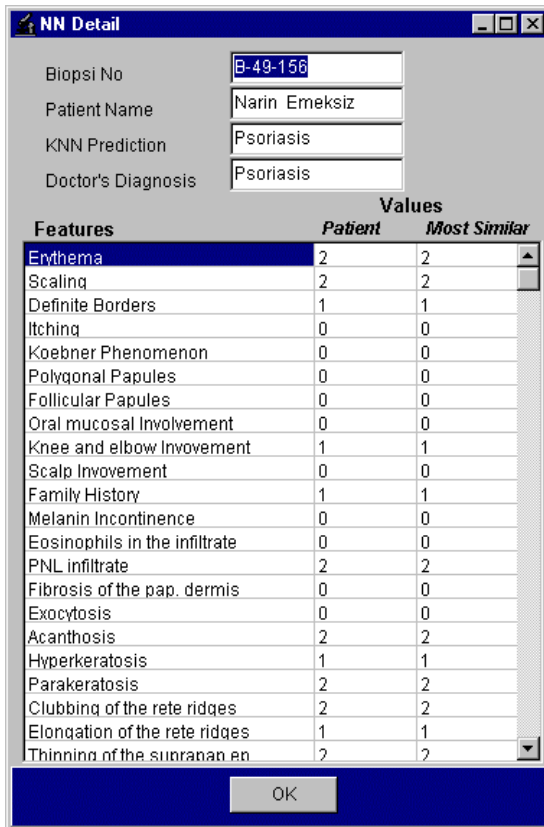 NN Detail
Biopsi No B-49-156
Patient Name Narin Emeksiz
KNN Prediction Psoriasis
Doctor's Diagnosis Psoriasis
Values
Features Patient Most Similar
Erythema 2 2
Scaling 2 2
Definite Borders 1 1
Itching 0 0
Koebner Phenomenon 0 0
Polygonal Papules 0 0
Follicular Papules 0 0
Oral mucosal Involvement 0 0
Knee and elbow Invovement 1 1
Scalp Invovement 0 0
Family History 1 1
Melanin Incontinence 0 0
Eosinophils in the infiltrate 0 0
PNL infiltrate 2 2
Fibrosis of the pap. dermis 0 0
Exocytosis 0 0
Acanthosis 2 2
Hyperkeratosis 1 1
Parakeratosis 2 2
Clubbing of the rete ridges 2 2
Elongation of the rete ridges 1 1
Thinning of the suprapap ep 2 2
OK